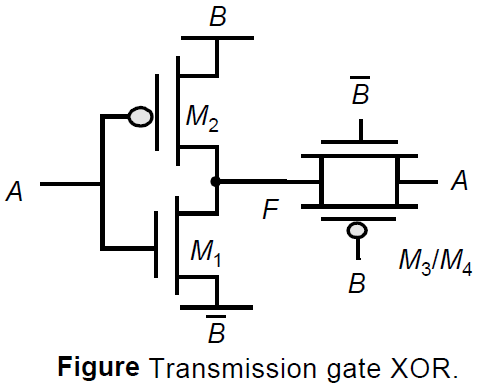 B
B̅
M2
A
A
F
M1
M3/M4
B
B̅
Figure Transmission gate XOR.